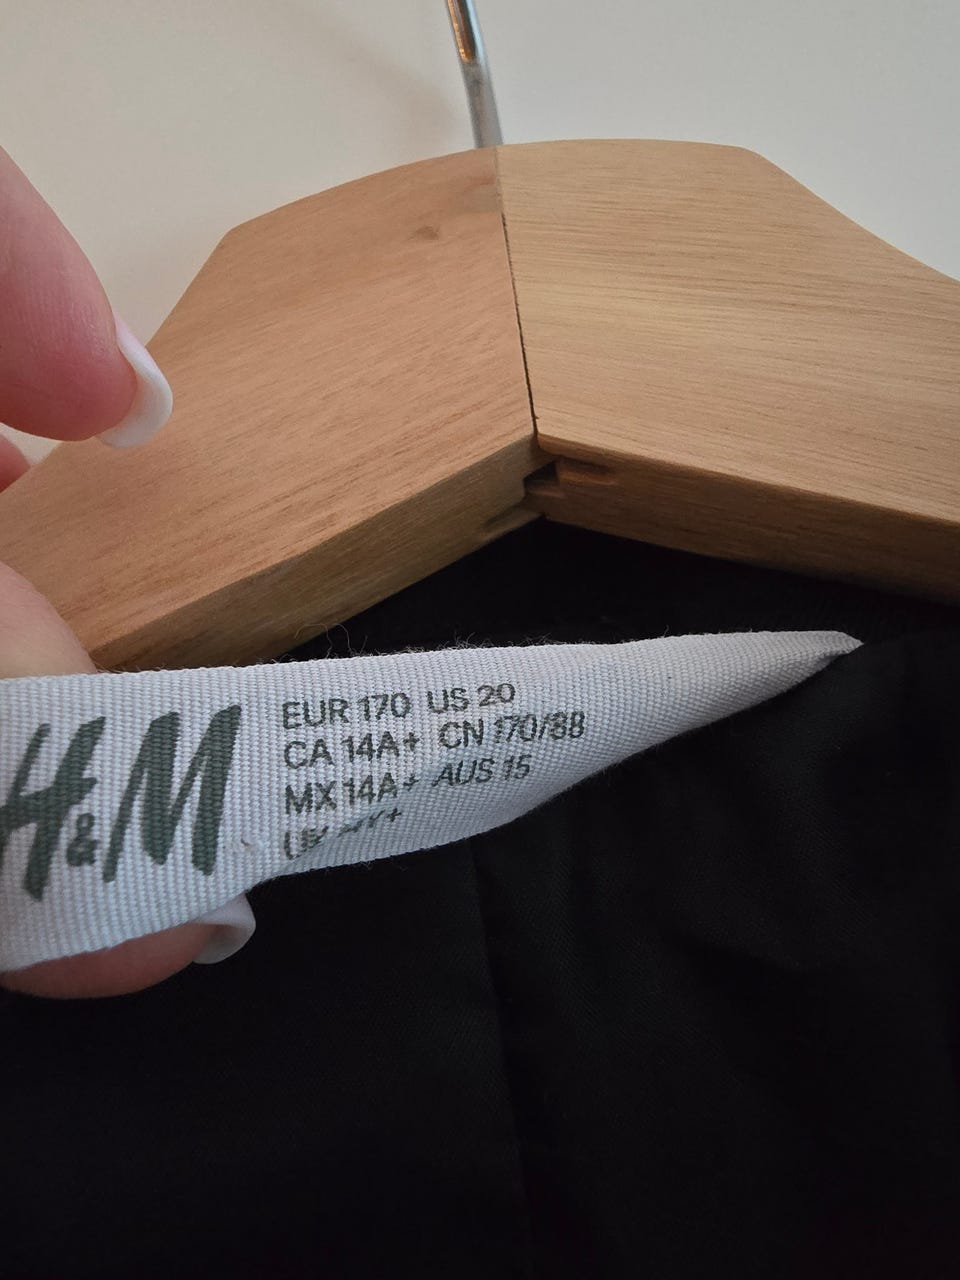 H&M
EUR 170 US 20
CA 14A+ CN 170/88
MX 14A+ AUS 15